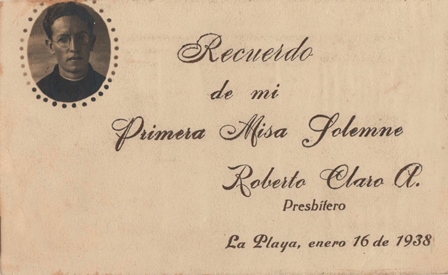 Recuerdo
de mi
Primera Misa Solemne
Roberto Claro A.
Presbítero
La Playa, enero 16 de 1938